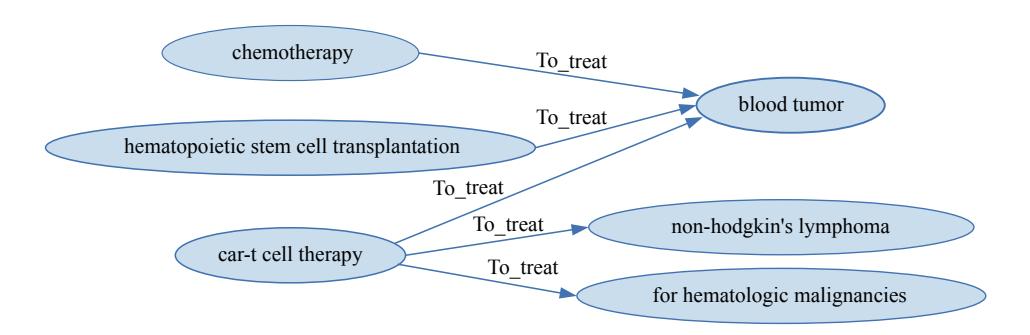 chemotherapy
To_treat
blood tumor
To_treat
hematopoietic stem cell transplantation
To_treat
To_treat
non-hodgkin's lymphoma
car-t cell therapy
To_treat
for hematologic malignancies